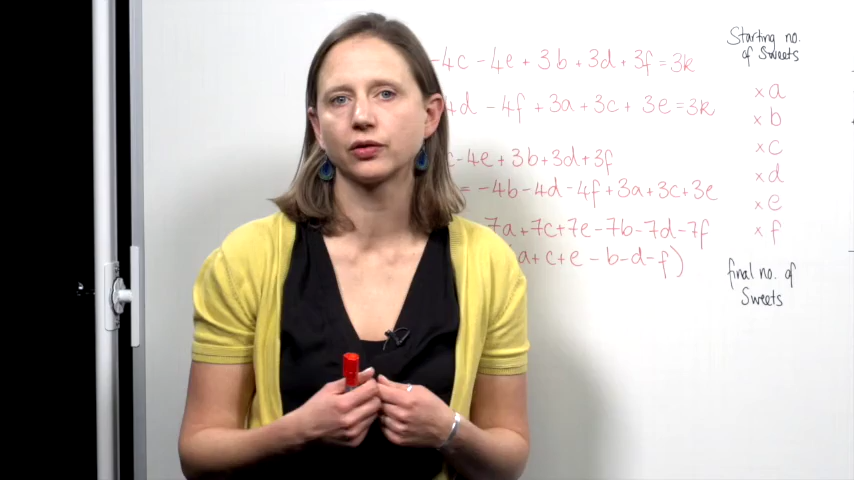 -4c - 4e + 3b + 3d + 3f = 3k
4d - 4f + 3a + 3c + 3e = 3k
c - 4e + 3b + 3d + 3f
= -4b - 4d - 4f + 3a + 3c + 3e
7a + 7c + 7e - 7b - 7d - 7f
(a + c + e - b - d - f)
Starting no.
of Sweets
× a
× b
× c
× d
× e
× f
final no. of
Sweets